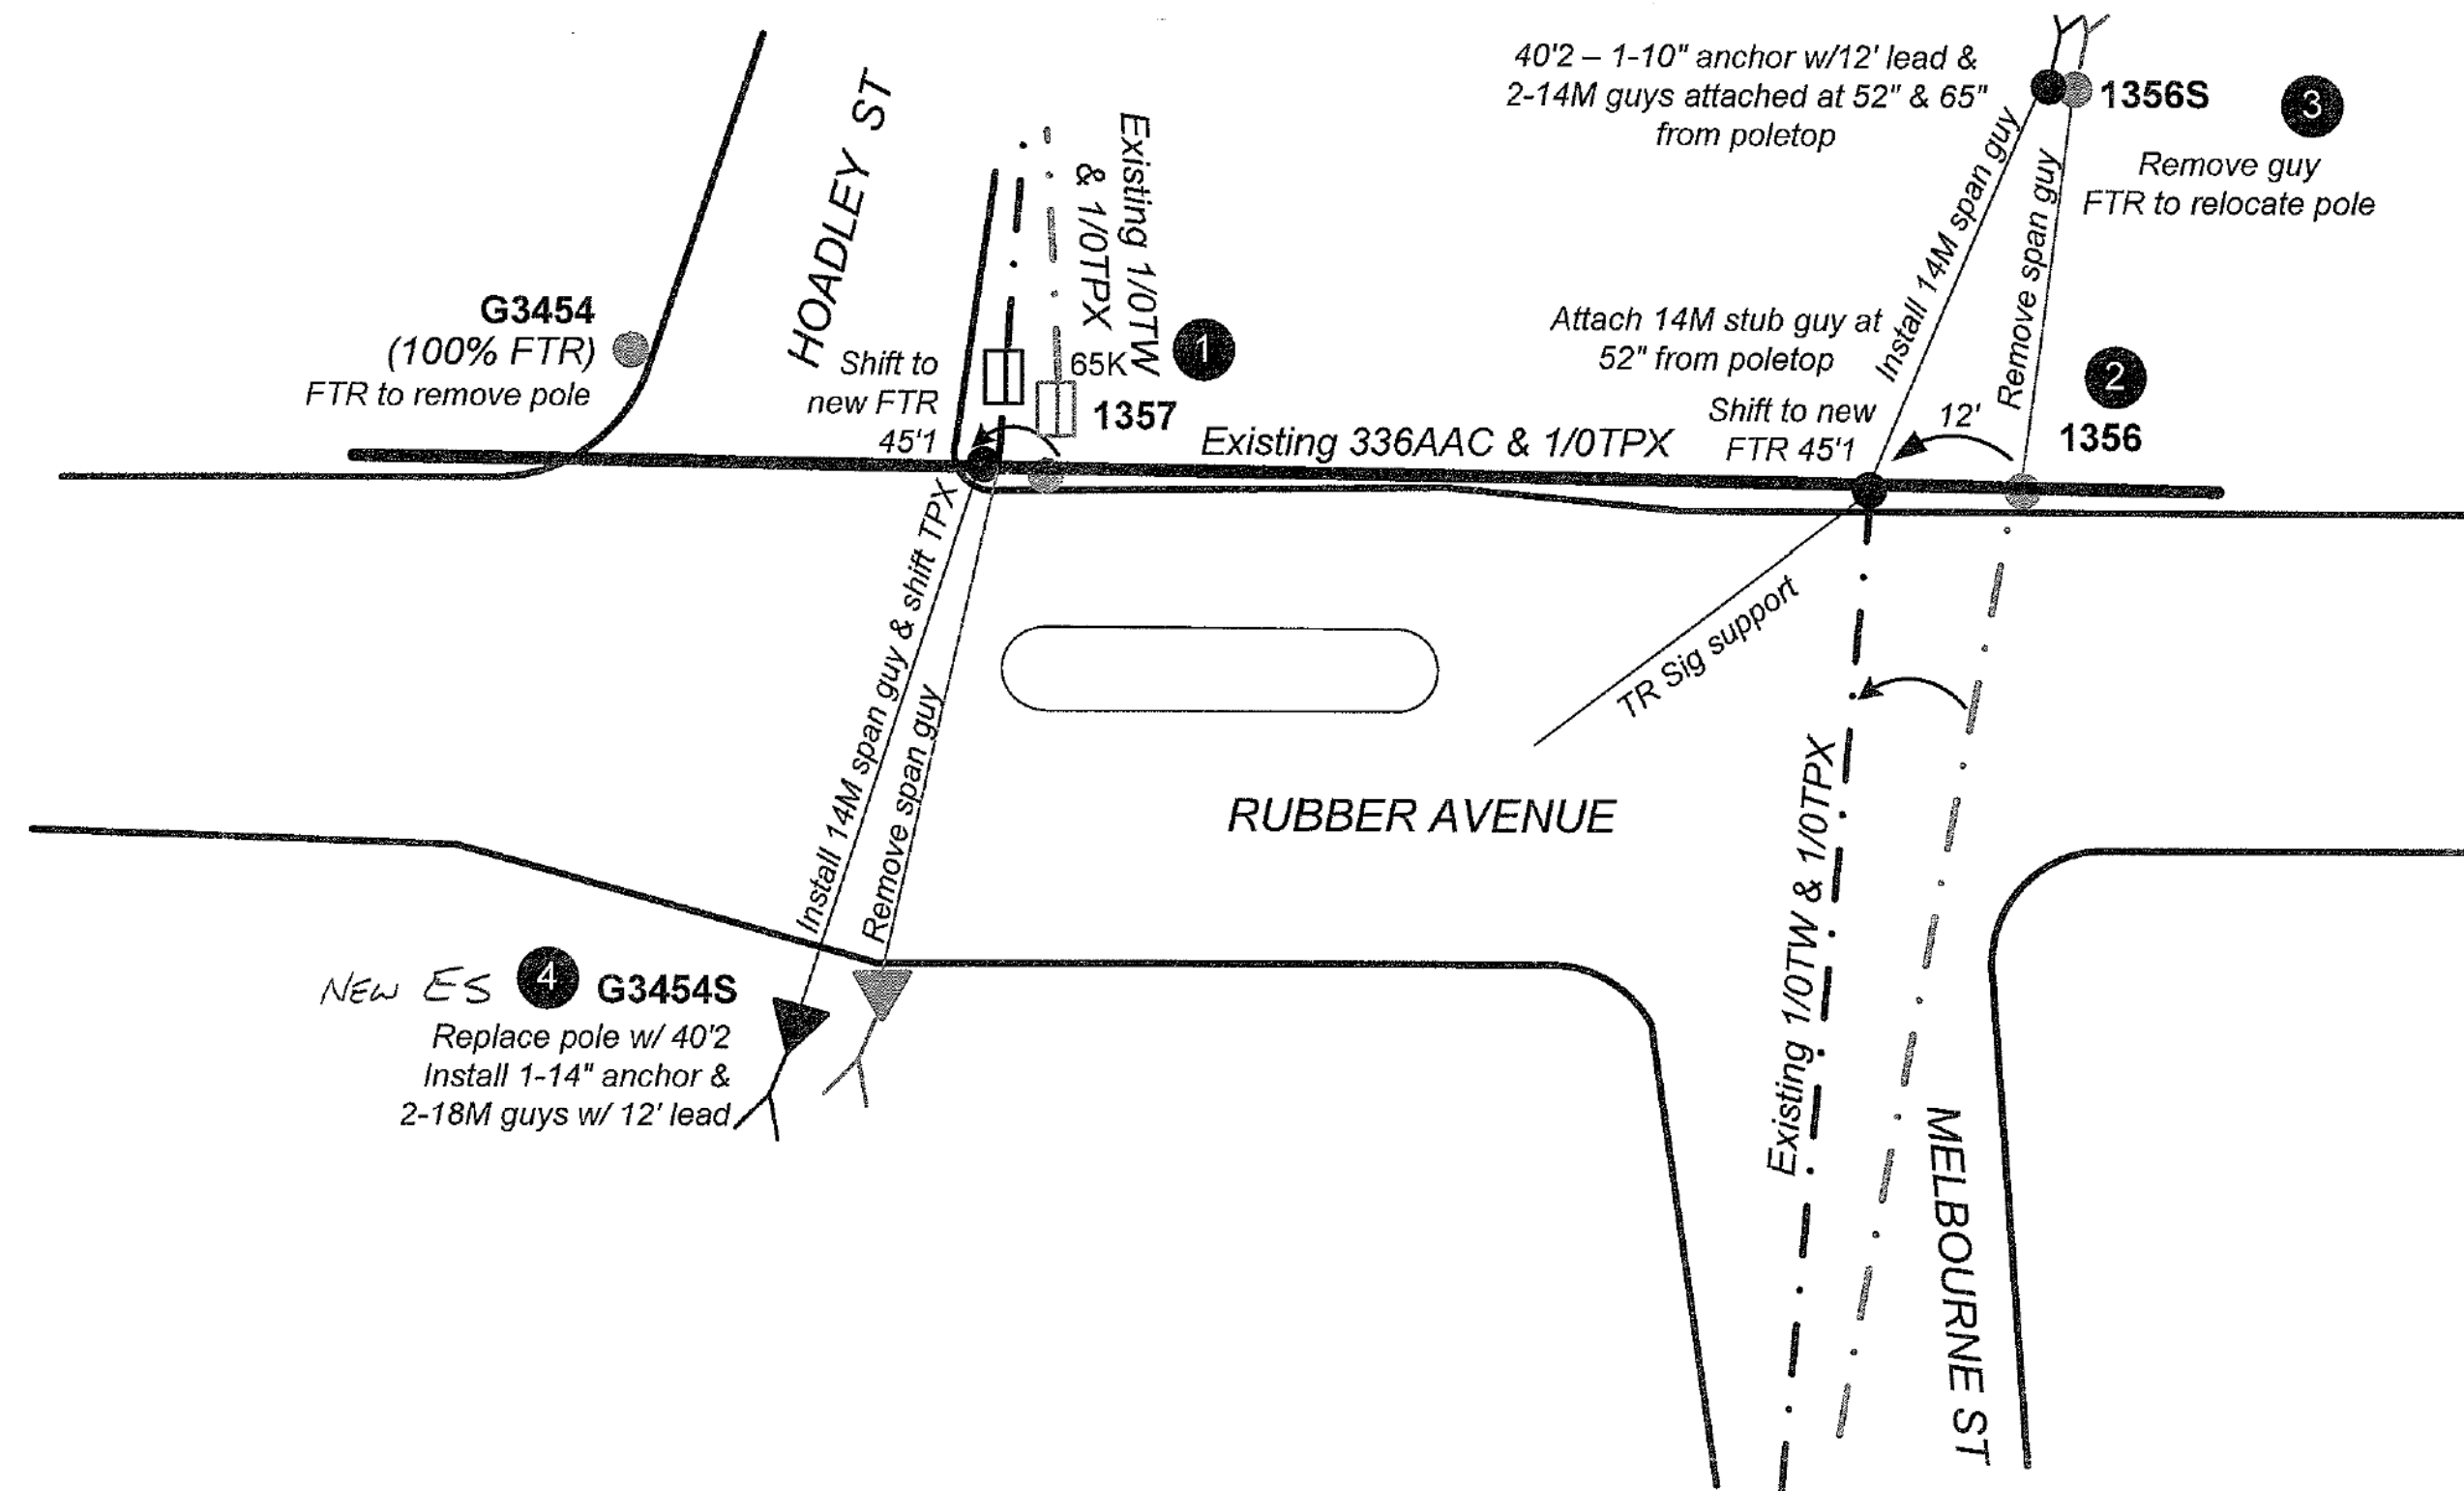 40'2 – 1-10" anchor w/12' lead &
2-14M guys attached at 52" & 65"
from poletop
1356S
3
Remove guy
FTR to relocate pole
HOADLEY ST
Existing 1/0TW
& 1/0TPX
Install 14M span guy
Remove span guy
G3454
(100% FTR)
FTR to remove pole
Shift to
new FTR
45'1
65K
1
1357
Attach 14M stub guy at
52" from poletop
Shift to new
FTR 45'1
12'
2
1356
Existing 336AAC & 1/0TPX
Install 14M span guy & shift TPX
Remove span guy
TR Sig support
RUBBER AVENUE
Existing 1/0TW & 1/0TPX
NEW ES
4
G3454S
Replace pole w/ 40'2
Install 1-14" anchor &
2-18M guys w/ 12' lead
MELBOURNE ST